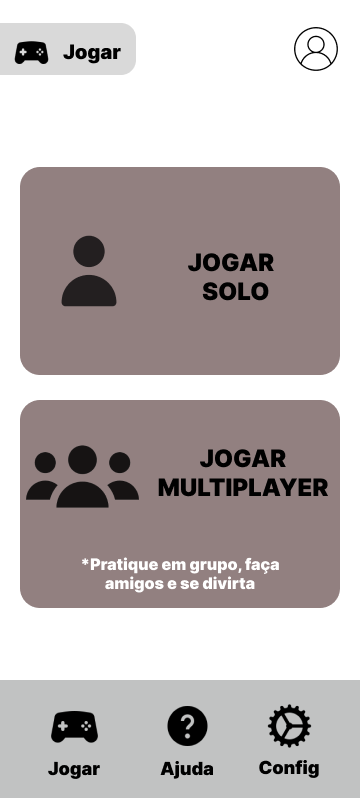 Jogar
JOGAR
SOLO
JOGAR
MULTIPLAYER
*Pratique em grupo, faça
amigos e se divirta
Jogar
Ajuda
Config